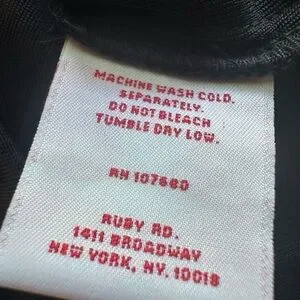 MACHINE WASH COLD.
SEPARATELY.
DO NOT BLEACH
TUMBLE DRY LOW.
RN 107660
RUBY RD.
1411 BROADWAY
NEW YORK, NY. 10018